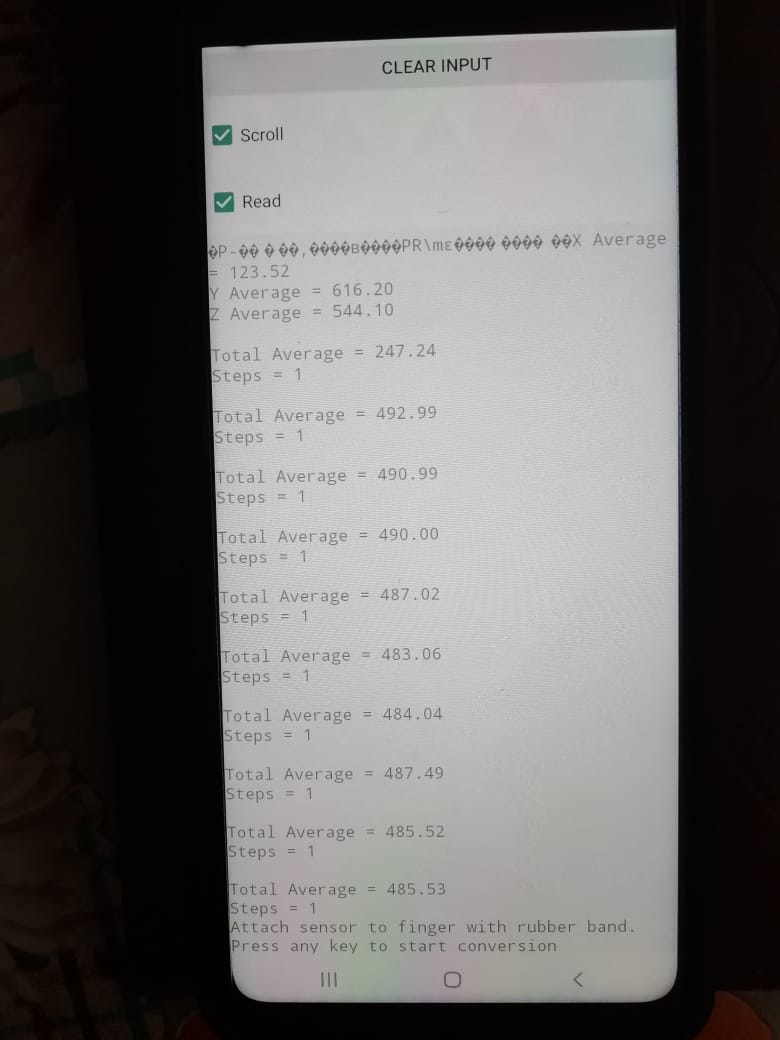 CLEAR INPUT
Scroll
Read
�P-�� � ��,����B����PR\mε���� ���� ��X Average
= 123.52
Y Average = 616.20
Z Average = 544.10
Total Average = 247.24
Steps = 1
Total Average = 492.99
Steps = 1
Total Average = 490.99
Steps = 1
Total Average = 490.00
Steps = 1
Total Average = 487.02
Steps = 1
Total Average = 483.06
Steps = 1
Total Average = 484.04
Steps = 1
Total Average = 487.49
Steps = 1
Total Average = 485.52
Steps = 1
Total Average = 485.53
Steps = 1
Attach sensor to finger with rubber band.
Press any key to start conversion